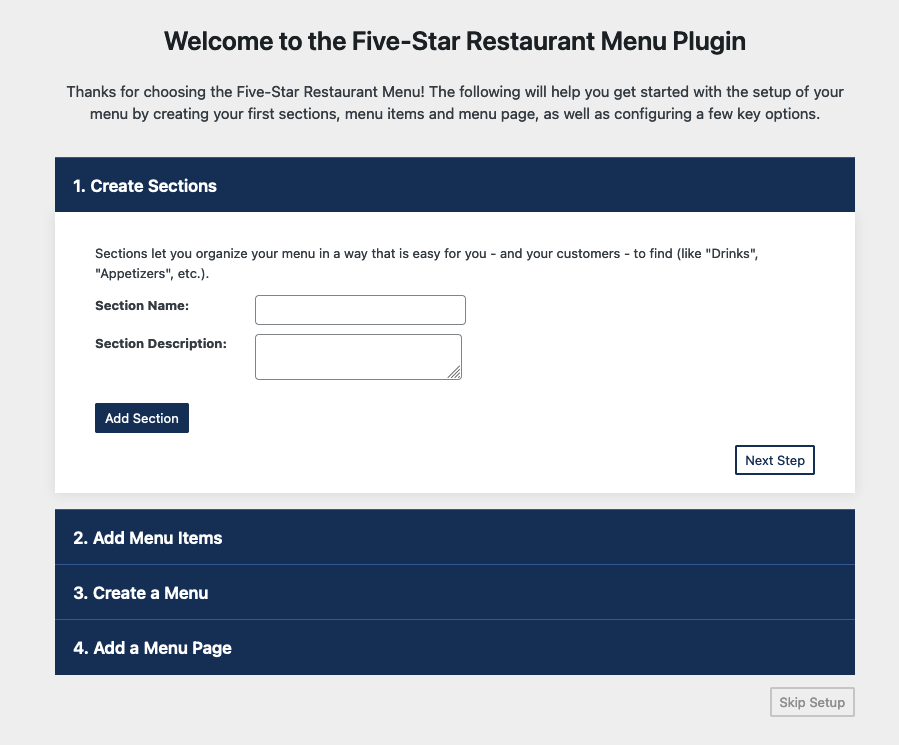 Welcome to the Five-Star Restaurant Menu Plugin
Thanks for choosing the Five-Star Restaurant Menu! The following will help you get started with the setup of your
menu by creating your first sections, menu items and menu page, as well as configuring a few key options.
1. Create Sections
Sections let you organize your menu in a way that is easy for you - and your customers - to find (like "Drinks",
"Appetizers", etc.).
Section Name:
Section Description:
Add Section
Next Step
2. Add Menu Items
3. Create a Menu
4. Add a Menu Page
Skip Setup